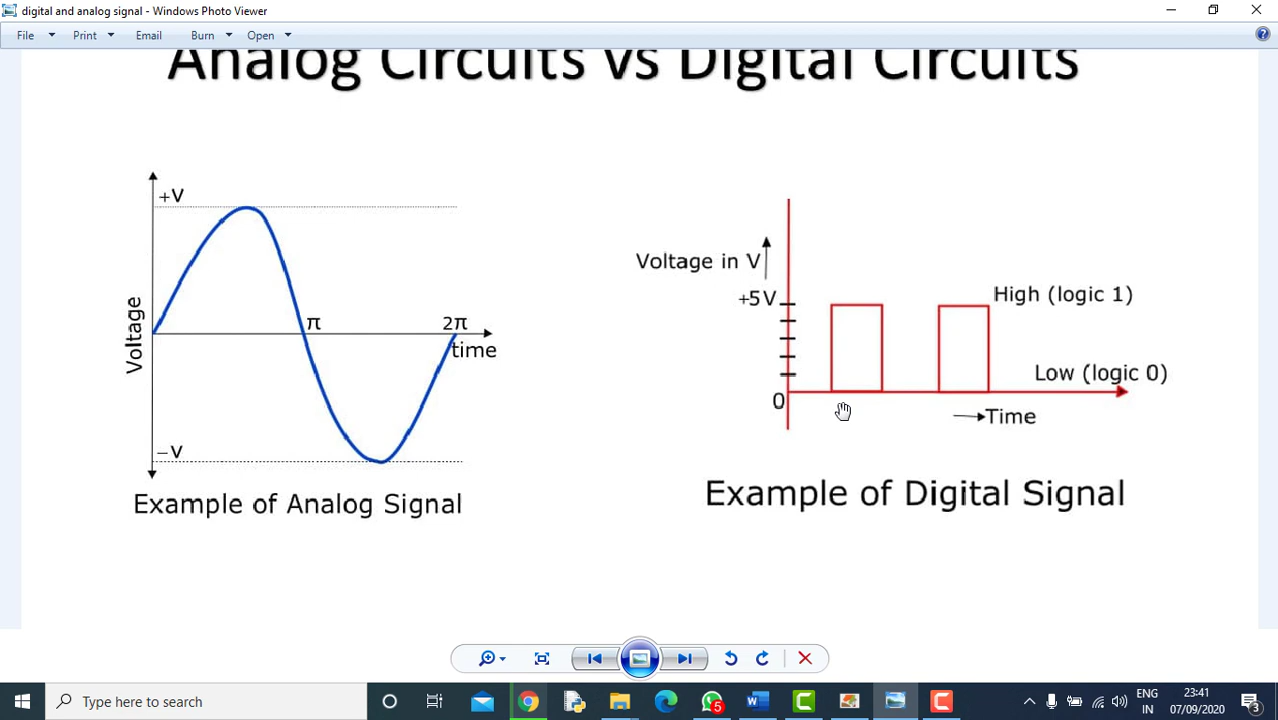 digital and analog signal - Windows Photo Viewer
File Print Email Burn Open
Analog Circuits Vs Digital Circuits
+V
Voltage
π
2π
time
−V
Example of Analog Signal
Voltage in V
+5V
High (logic 1)
Low (logic 0)
0
Time
Example of Digital Signal
Type here to search
5
ENG
IN
23:41
07/09/2020
3